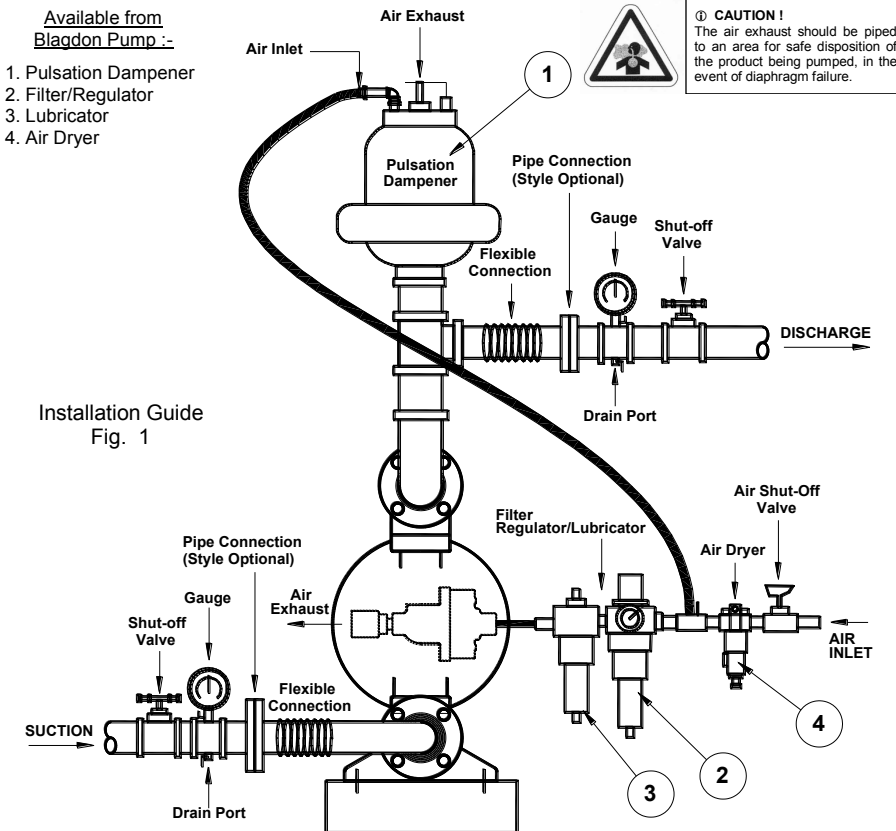 Available from
Blagdon Pump :-
1. Pulsation Dampener
2. Filter/Regulator
3. Lubricator
4. Air Dryer
Air Exhaust
Air Inlet
1
ⓘ CAUTION !
The air exhaust should be piped
to an area for safe disposition of
the product being pumped, in the
event of diaphragm failure.
Pulsation
Dampener
Pipe Connection
(Style Optional)
Gauge
Shut-off
Valve
Flexible
Connection
DISCHARGE
Drain Port
Installation Guide
Fig. 1
Filter
Regulator/Lubricator
Air Shut-Off
Valve
Air Dryer
AIR
INLET
Pipe Connection
(Style Optional)
Air
Exhaust
Gauge
Shut-off
Valve
Flexible
Connection
SUCTION
Drain Port
4
2
3